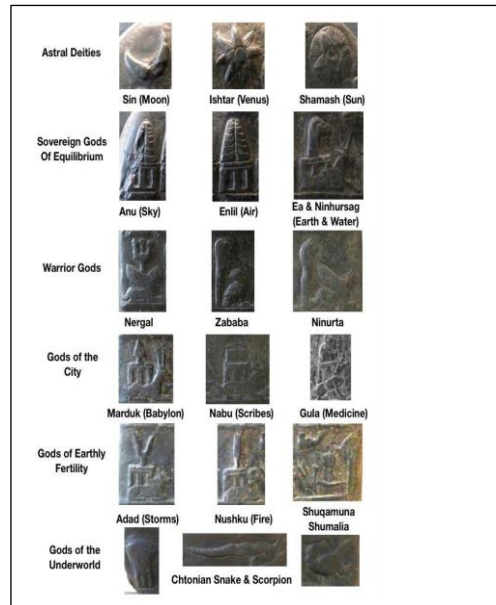 Astral Deities
Sin (Moon)
Ishtar (Venus)
Shamash (Sun)
Sovereign Gods
Of Equilibrium
Anu (Sky)
Enlil (Air)
Ea & Ninhursag
(Earth & Water)
Warrior Gods
Nergal
Zababa
Ninurta
Gods of the
City
Marduk (Babylon)
Nabu (Scribes)
Gula (Medicine)
Gods of Earthly
Fertility
Adad (Storms)
Nushku (Fire)
Shuqamuna
Shumalia
Gods of the
Underworld
Chtonian Snake & Scorpion